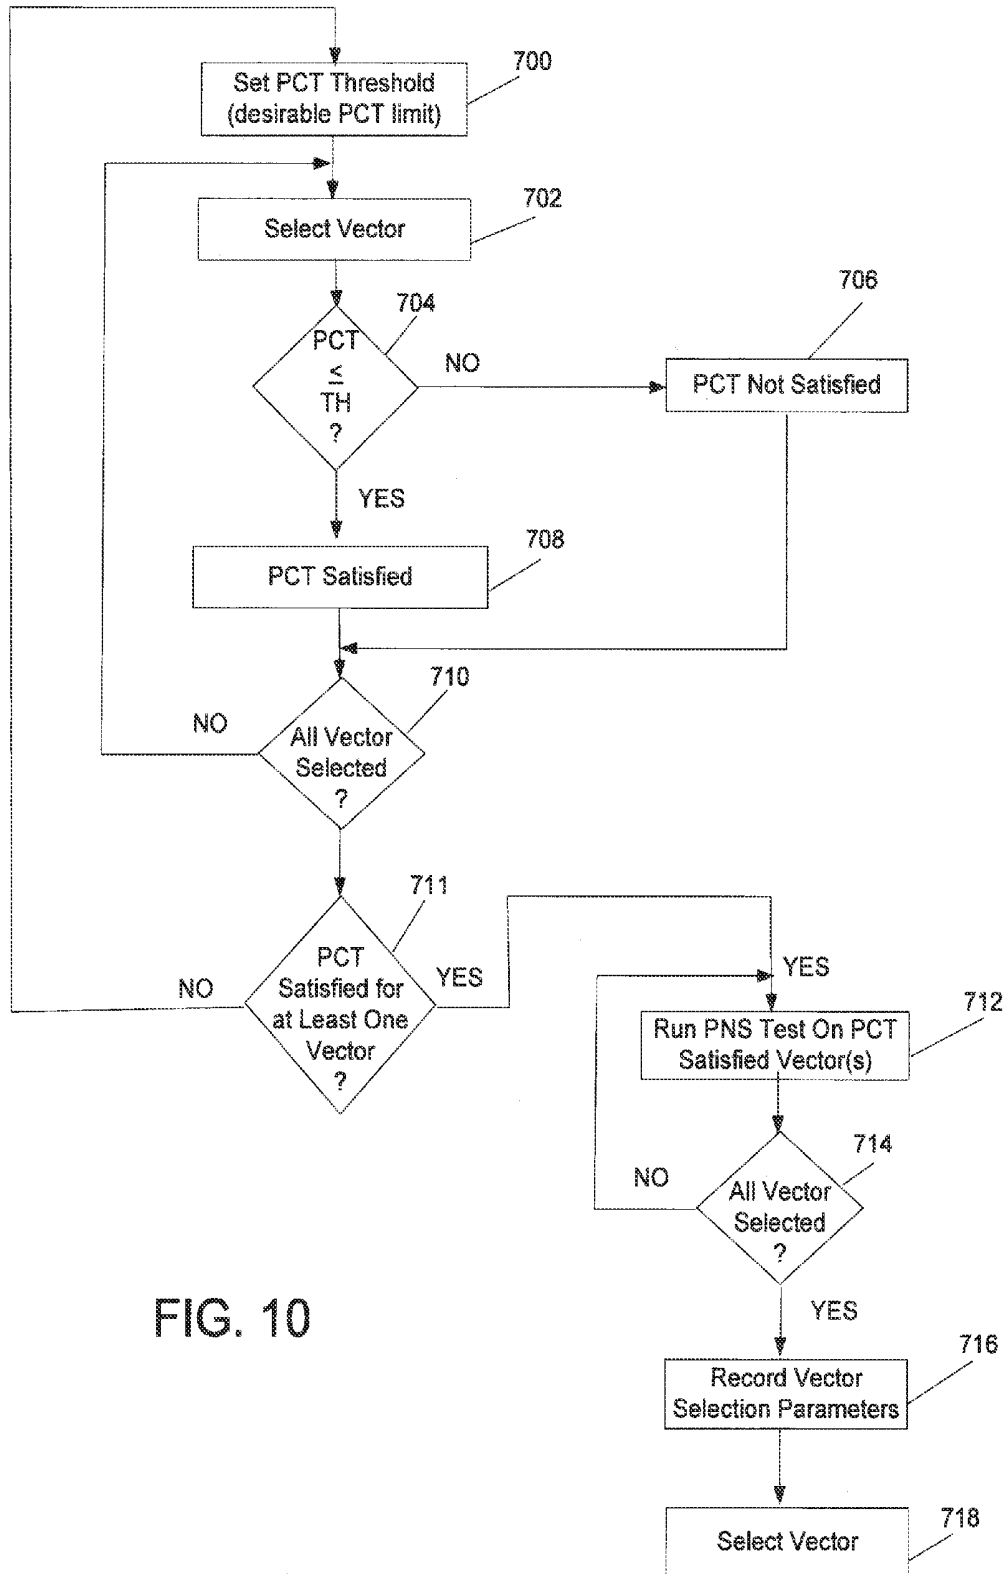 700
Set PCT Threshold
(desirable PCT limit)
702
Select Vector
704
PCT
≤
TH
?
NO
706
PCT Not Satisfied
YES
708
PCT Satisfied
710
NO
All Vector
Selected
?
711
PCT
Satisfied for
at Least One
Vector
?
NO
YES
YES
712
Run PNS Test On PCT
Satisfied Vector(s)
714
NO
All Vector
Selected
?
YES
716
Record Vector
Selection Parameters
718
Select Vector
FIG. 10